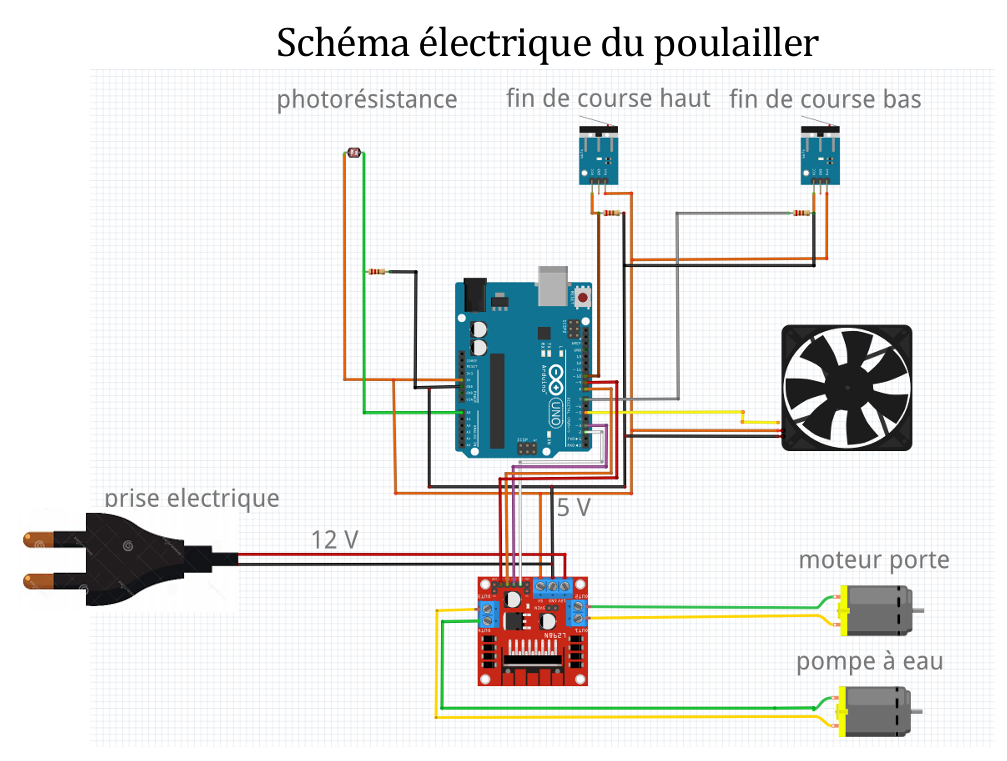 Schéma électrique du poulailler
photorésistance
fin de course haut
fin de course bas
RESET
Arduino
UNO
prise electrique
5 V
12 V
moteur porte
L298N
pompe à eau